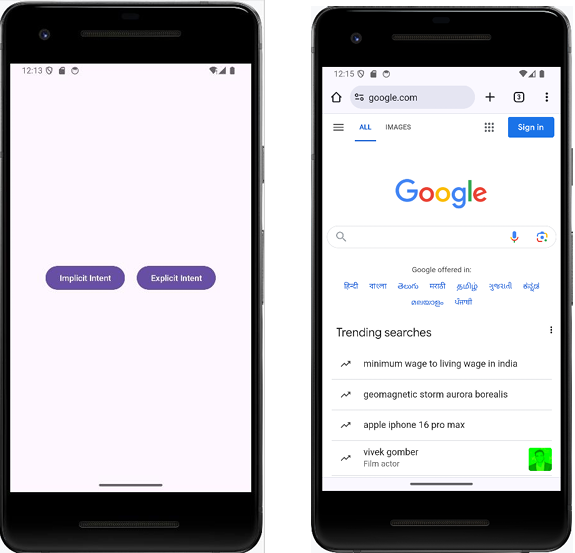 12:13
Implicit Intent Explicit Intent
12:15
google.com 3
ALL IMAGES Sign in
Google
Google offered in:
हिन्दी বাংলা తెలుగు मराठी தமிழ் ગુજરાતી ಕನ್ನಡ
മലയാളം ਪੰਜਾਬੀ
Trending searches
minimum wage to living wage in india
geomagnetic storm aurora borealis
apple iphone 16 pro max
vivek gomber
Film actor